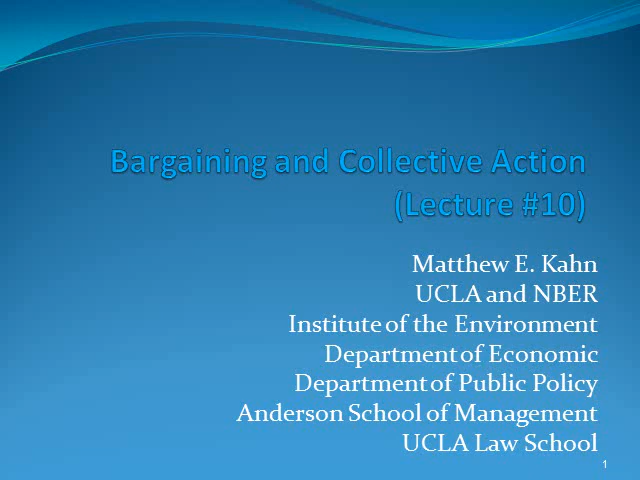 Bargaining and Collective Action
(Lecture #10)
Matthew E. Kahn
UCLA and NBER
Institute of the Environment
Department of Economic
Department of Public Policy
Anderson School of Management
UCLA Law School
1